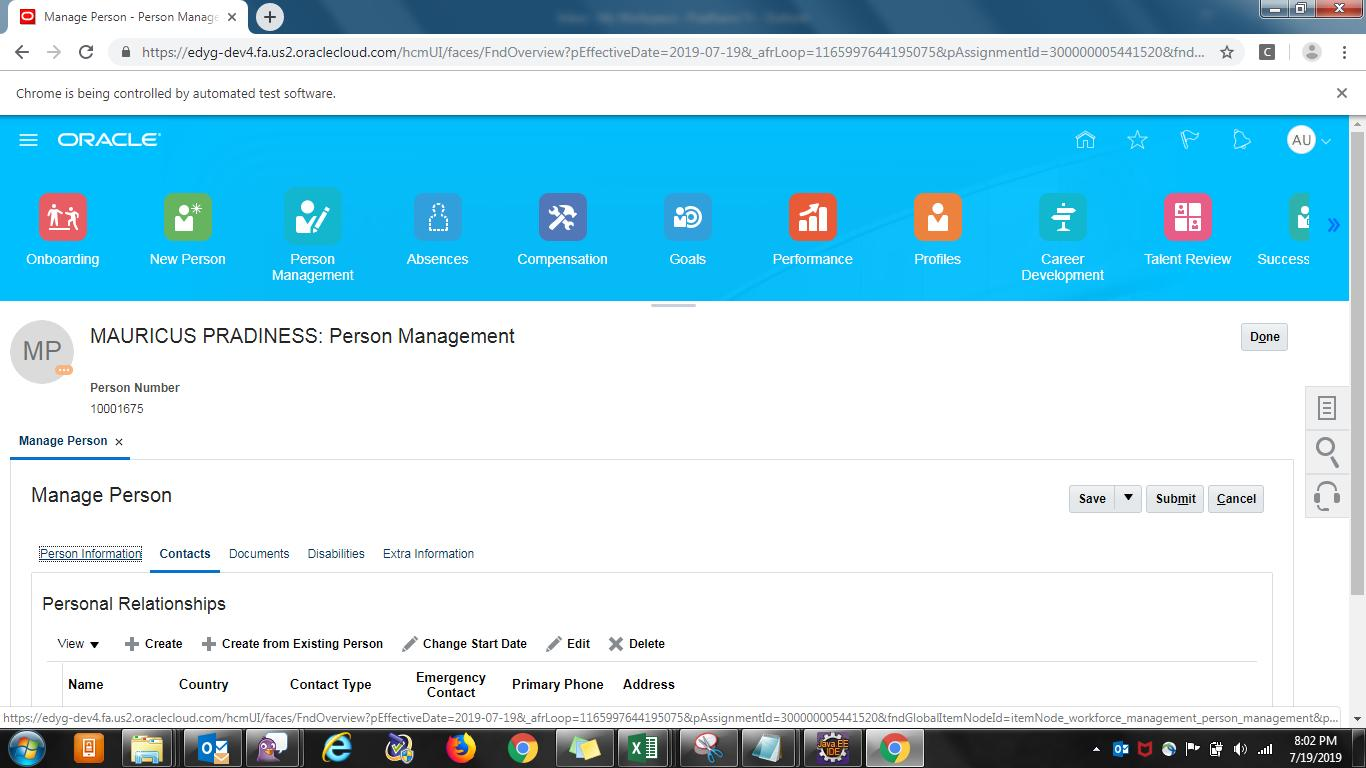 Manage Person - Person Manage
https://edyg-dev4.fa.us2.oraclecloud.com/hcmUI/faces/FndOverview?pEffectiveDate=2019-07-19&_afrLoop=1165997644195075&pAssignmentId=300000005441520&fnd...
C
Chrome is being controlled by automated test software.
ORACLE
AU
Onboarding
New Person
Person Management
Absences
Compensation
Goals
Performance
Profiles
Career Development
Talent Review
Success
MP
MAURICUS PRADINESS: Person Management
Done
Person Number
10001675
Manage Person
Manage Person
Save
Submit
Cancel
Person Information Contacts Documents Disabilities Extra Information
Personal Relationships
View Create Create from Existing Person Change Start Date Edit Delete
Name Country Contact Type Emergency Contact Primary Phone Address
https://edyg-dev4.fa.us2.oraclecloud.com/hcmUI/faces/FndOverview?pEffectiveDate=2019-07-19&_afrLoop=1165997644195075&pAssignmentId=300000005441520&fndGlobalItemNodeId=itemNode_workforce_management_person_management&p...
Java EE
IDE
8:02 PM
7/19/2019